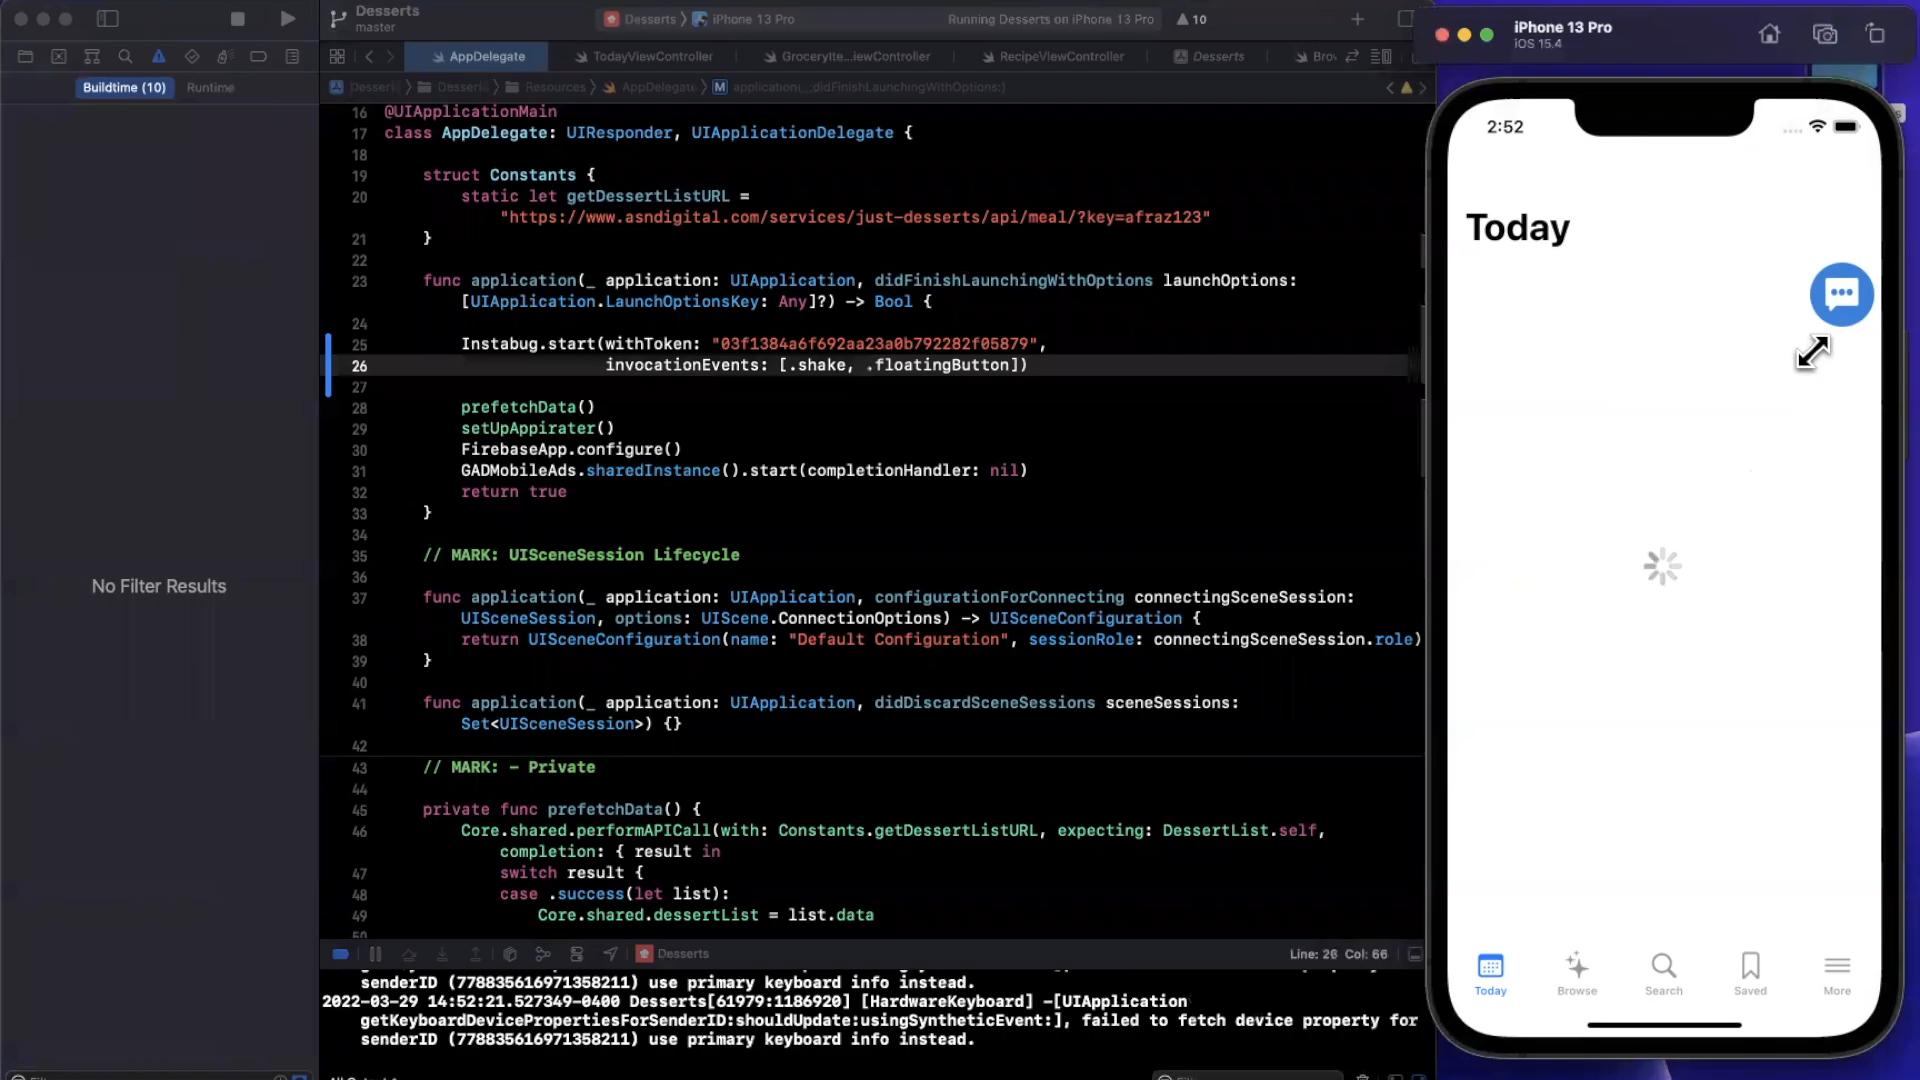 Desserts
master
Desserts
iPhone 13 Pro
Running Desserts on iPhone 13 Pro
10
iPhone 13 Pro
iOS 15.4
AppDelegate
TodayViewController
GroceryIte...iewController
RecipeViewController
Desserts
Brov
Buildtime (10)
Runtime
Resources
AppDelegate
M
application(_:didFinishLaunchingWithOptions:)
No Filter Results
16 @UIApplicationMain
17 class AppDelegate: UIResponder, UIApplicationDelegate {
18
19 struct Constants {
20 static let getDessertListURL =
"https://www.asndigital.com/services/just-desserts/api/meal/?key=afraz123"
21 }
22
23 func application(_ application: UIApplication, didFinishLaunchingWithOptions launchOptions:
[UIApplication.LaunchOptionsKey: Any]?) -> Bool {
24
25 Instabug.start(withToken: "03f1384a6f692aa23a0b792282f05879",
26 invocationEvents: [.shake, .floatingButton])
27
28 prefetchData()
29 setUpAppirater()
30 FirebaseApp.configure()
31 GADMobileAds.sharedInstance().start(completionHandler: nil)
32 return true
33 }
34
35 // MARK: UISceneSession Lifecycle
36
37 func application(_ application: UIApplication, configurationForConnecting connectingSceneSession:
UISceneSession, options: UIScene.ConnectionOptions) -> UISceneConfiguration {
38 return UISceneConfiguration(name: "Default Configuration", sessionRole: connectingSceneSession.role)
39 }
40
41 func application(_ application: UIApplication, didDiscardSceneSessions sceneSessions:
Set<UISceneSession>) {}
42
43 // MARK: - Private
44
45 private func prefetchData() {
46 Core.shared.performAPICall(with: Constants.getDessertListURL, expecting: DessertList.self,
completion: { result in
47 switch result {
48 case .success(let list):
49 Core.shared.dessertList = list.data
50
Desserts
Line: 26 Col: 66
senderID (778835616971358211) use primary keyboard info instead.
2022-03-29 14:52:21.527349-0400 Desserts[61979:1186920] [HardwareKeyboard] -[UIApplication
getKeyboardDevicePropertiesForSenderID:shouldUpdate:usingSyntheticEvent:], failed to fetch device property for
senderID (778835616971358211) use primary keyboard info instead.
2:52
Today
Today
Browse
Search
Saved
More